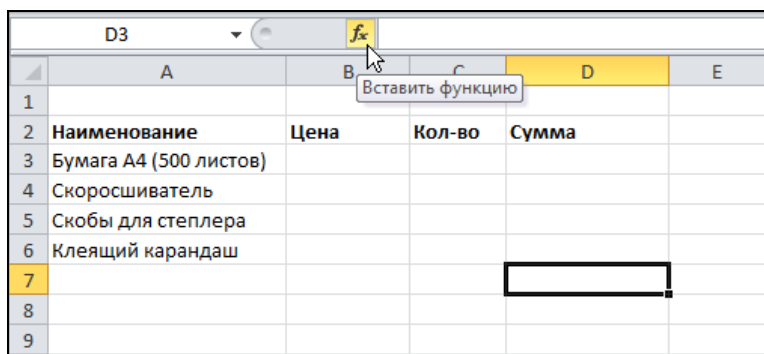 D3 fx
A B C D E
Вставить функцию
1
2 Наименование Цена Кол-во Сумма
3 Бумага А4 (500 листов)
4 Скоросшиватель
5 Скобы для степлера
6 Клеящий карандаш
7
8
9